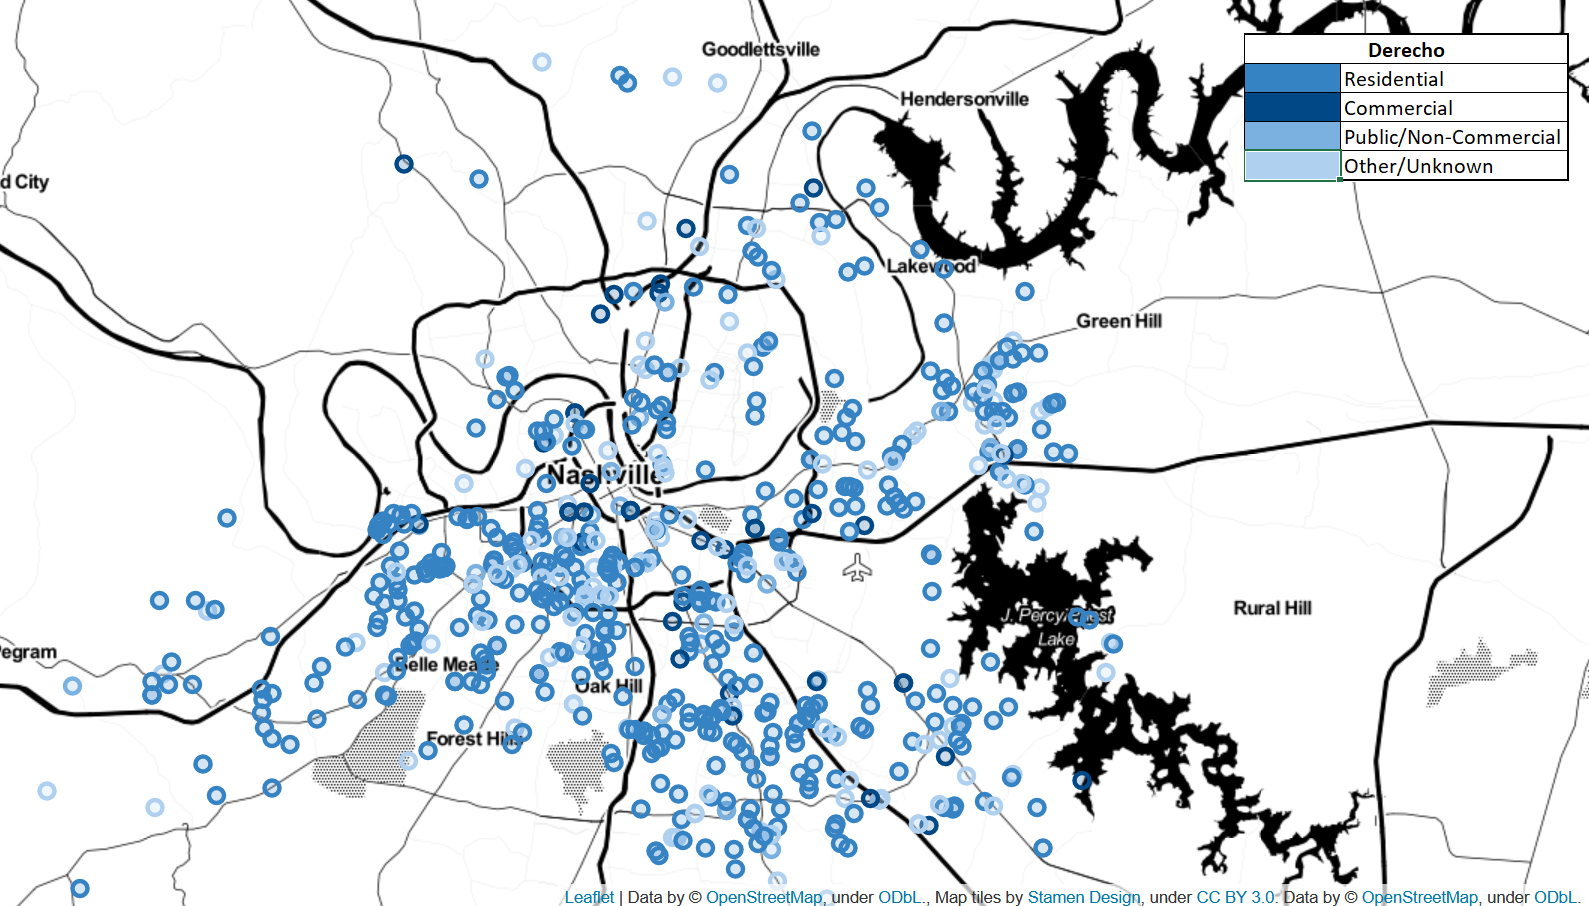 Goodlettsville
Derecho
Residential
Hendersonville
Commercial
Public/Non-Commercial
Other/Unknown
d City
Lakewood
Green Hill
Nashville
Rural Hill
J. Percy Priest
Lake
egram
Belle Meade
Oak Hill
Forest Hills
Leaflet | Data by © OpenStreetMap, under ODbL., Map tiles by Stamen Design, under CC BY 3.0. Data by © OpenStreetMap, under ODbL.